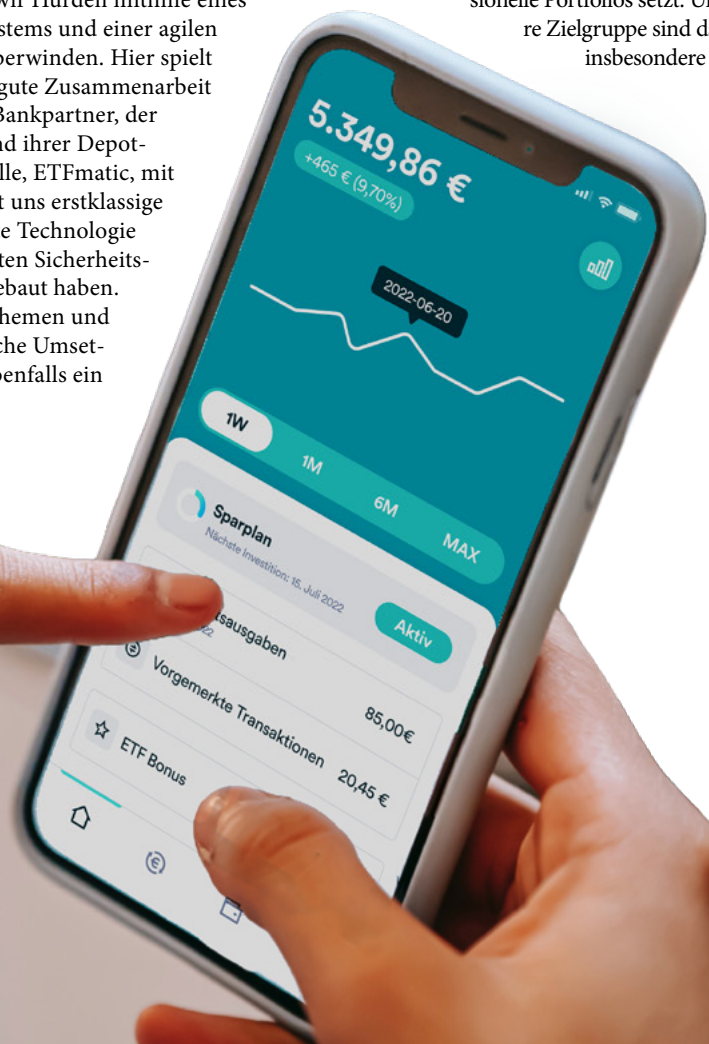 wir Hürden mithilfe eines
stems und einer agilen
berwinden. Hier spielt
gute Zusammenarbeit
Bankpartner, der
nd ihrer Depot-
lle, ETFmatic, mit
t uns erstklassige
e Technologie
ten Sicherheits-
ebaut haben.
hemen und
che Umset-
benfalls ein
sionelle Portfolios setzt. U
re Zielgruppe sind d
insbesondere
5.349,86 €
+465 € (9,70%)
2022-06-20
1W
1M
6M
MAX
Sparplan
Nächste Investition: 15. Juli 2022
Aktiv
tsausgaben
22
85,00€
Vorgemerkte Transaktionen
20,45 €
ETF Bonus